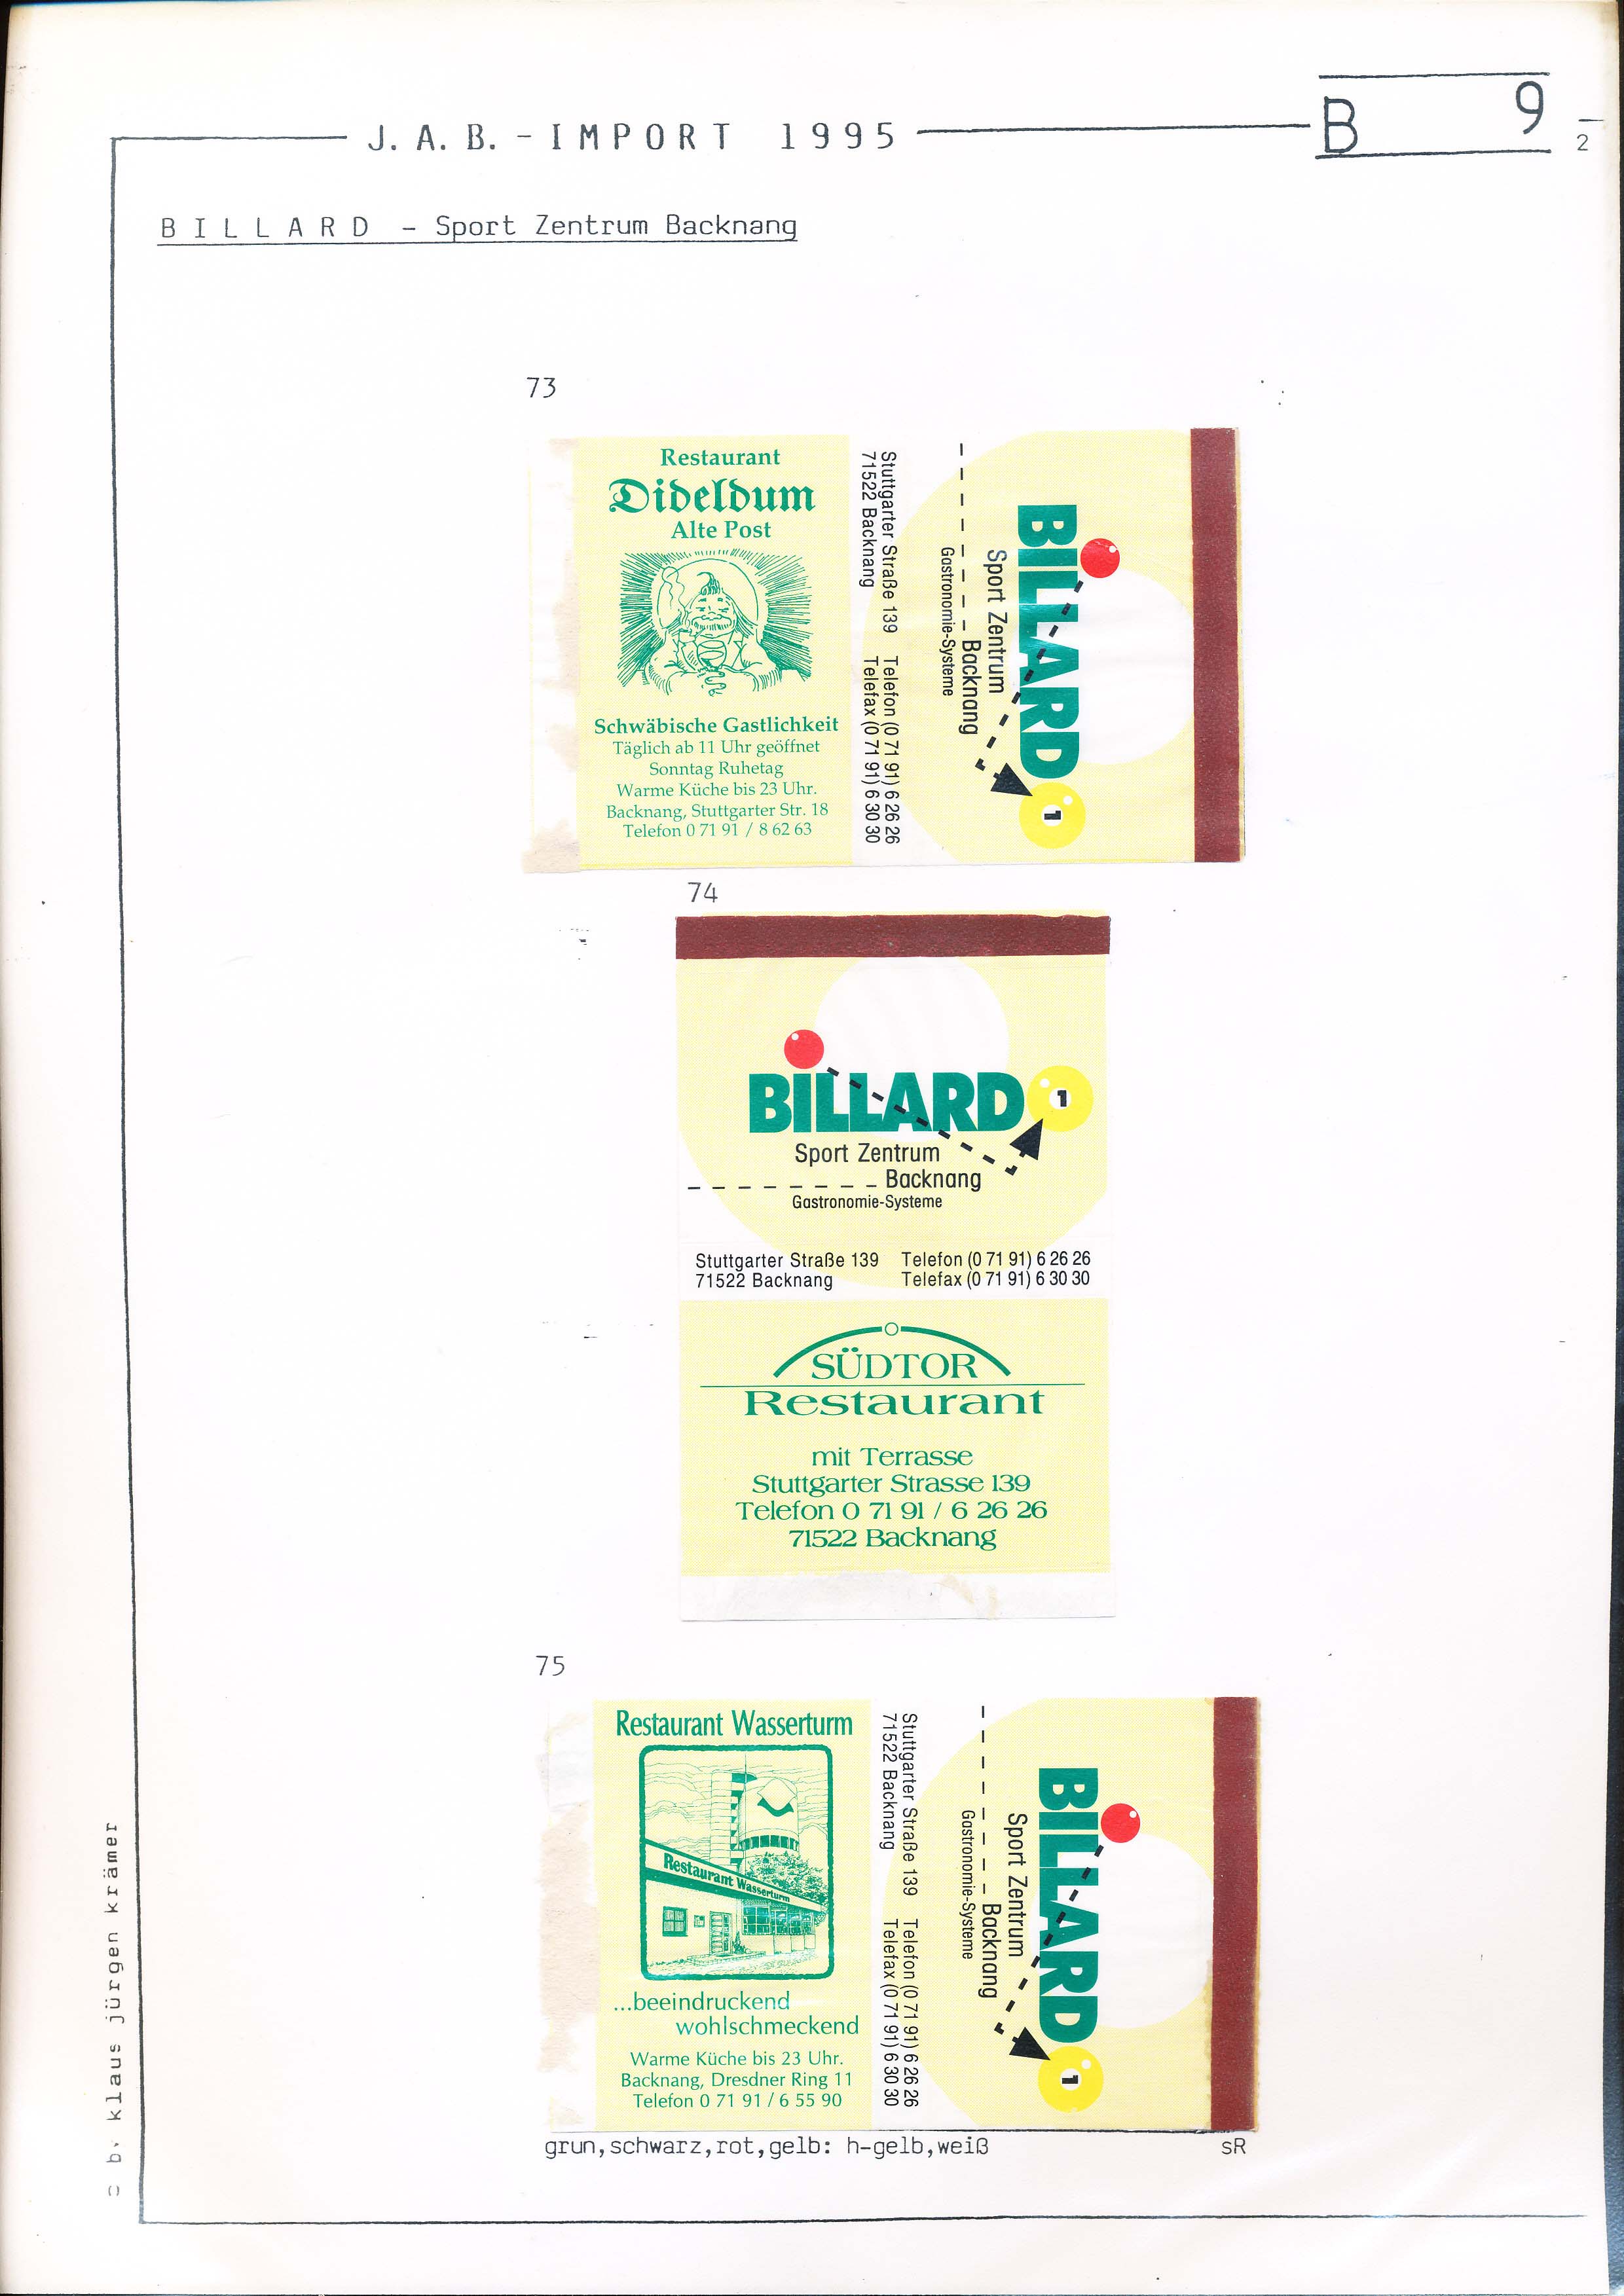 J. A. B. - IMPORT 1995
B 9
2
BILLARD - Sport Zentrum Backnang
73
Restaurant
Dideldum
Alte Post
Schwäbische Gastlichkeit
Täglich ab 11 Uhr geöffnet
Sonntag Ruhetag
Warme Küche bis 23 Uhr.
Backnang, Stuttgarter Str. 18
Telefon 0 71 91 / 8 62 63
BILLARD 1
Sport Zentrum
Backnang
Gastronomie-Systeme
Stuttgarter Straße 139 Telefon (0 71 91) 6 26 26
71522 Backnang Telefax (0 71 91) 6 30 30
74
BILLARD 1
Sport Zentrum
Backnang
Gastronomie-Systeme
Stuttgarter Straße 139 Telefon (0 71 91) 6 26 26
71522 Backnang Telefax (0 71 91) 6 30 30
SÜDTOR
Restaurant
mit Terrasse
Stuttgarter Strasse 139
Telefon 0 71 91 / 6 26 26
71522 Backnang
75
Restaurant Wasserturm
Restaurant Wasserturm
...beeindruckend
wohlschmeckend
Warme Küche bis 23 Uhr.
Backnang, Dresdner Ring 11
Telefon 0 71 91 / 6 55 90
BILLARD 1
Sport Zentrum
Backnang
Gastronomie-Systeme
Stuttgarter Straße 139 Telefon (0 71 91) 6 26 26
71522 Backnang Telefax (0 71 91) 6 30 30
grun,schwarz,rot,gelb: h-gelb,weiß sR
klaus jürgen krämer